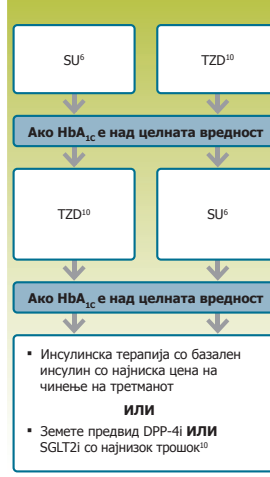 SU⁶
TZD¹⁰
Ако HbA₁C е над целната вредност
TZD¹⁰
SU⁶
Ако HbA₁C е над целната вредност
▪ Инсулинска терапија со базален
инсулин со најниска цена на
чинење на третманот
ИЛИ
▪ Земете предвид DPP-4i ИЛИ
SGLT2i со најнизок трошок¹⁰